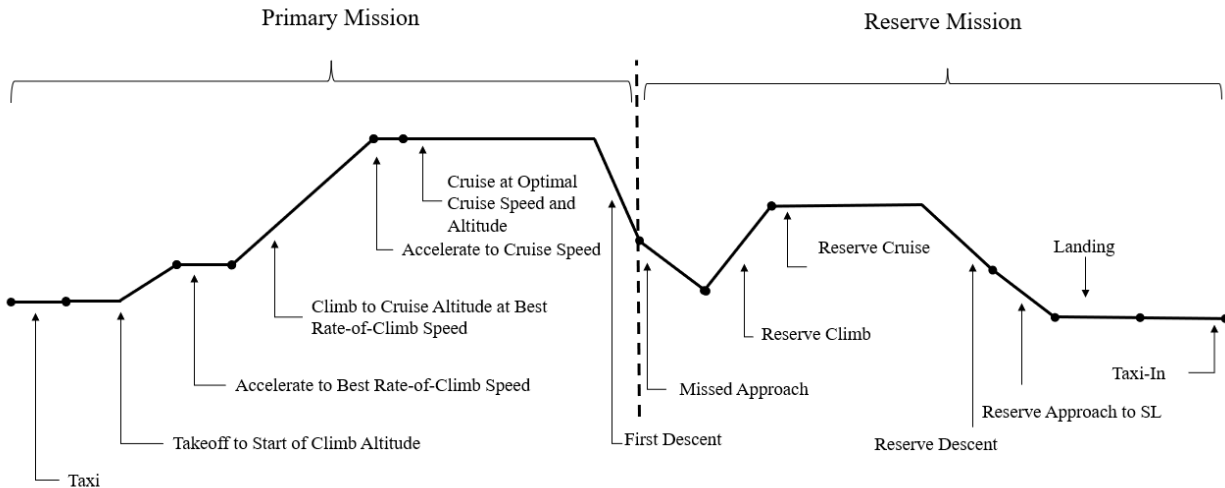 Primary Mission
Reserve Mission
Cruise at Optimal
Cruise Speed and
Altitude
Accelerate to Cruise Speed
Climb to Cruise Altitude at Best
Rate-of-Climb Speed
Accelerate to Best Rate-of-Climb Speed
Takeoff to Start of Climb Altitude
Taxi
First Descent
Missed Approach
Reserve Climb
Reserve Cruise
Landing
Taxi-In
Reserve Approach to SL
Reserve Descent